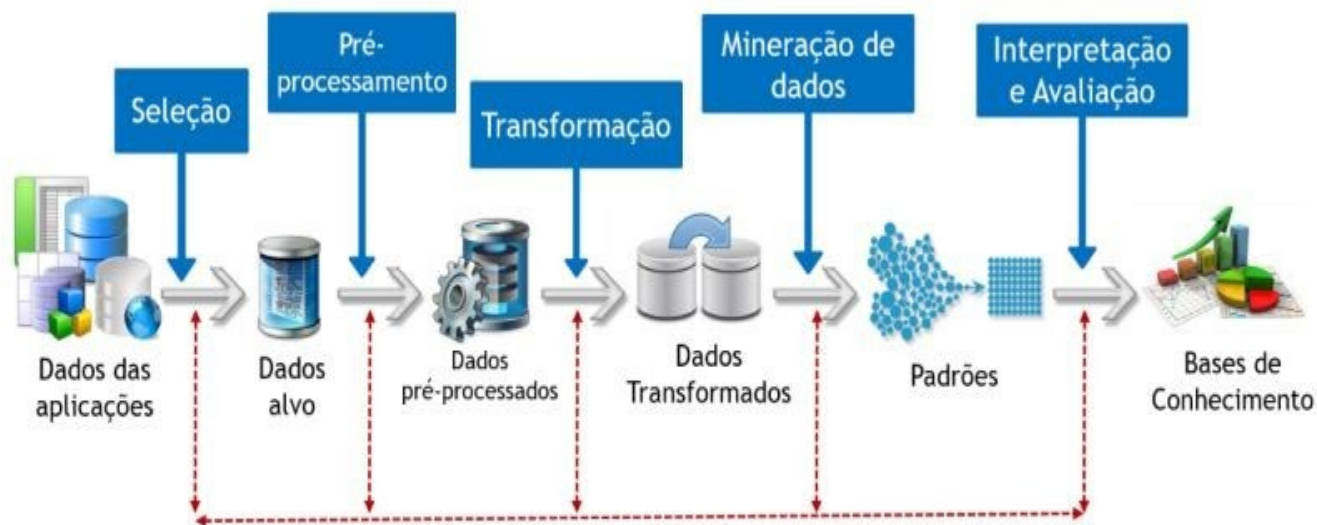 Seleção
Pré-
processamento
Transformação
Mineração de
dados
Interpretação
e Avaliação
Dados das
aplicações
Dados
alvo
Dados
pré-processados
Dados
Transformados
Padrões
Bases de
Conhecimento